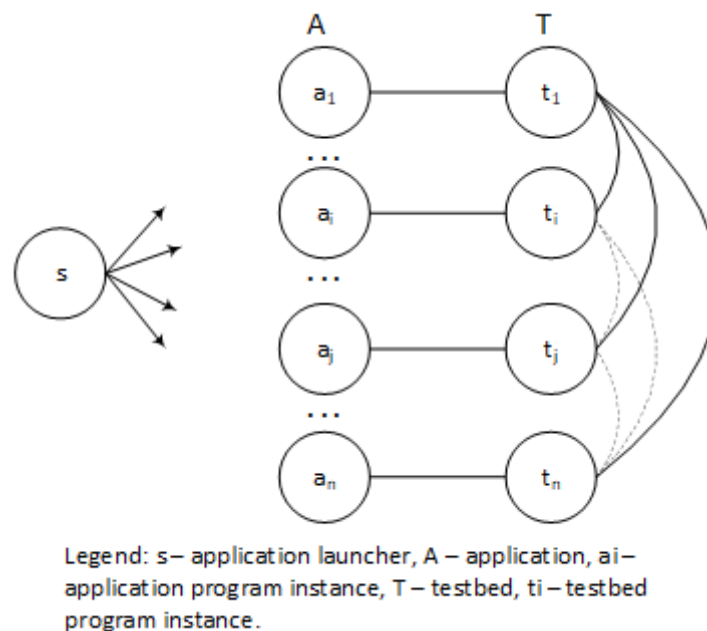 A T
a1 t1
...
ai ti
s
...
aj tj
...
an tn
Legend: s – application launcher, A – application, ai –
application program instance, T – testbed, ti – testbed
program instance.